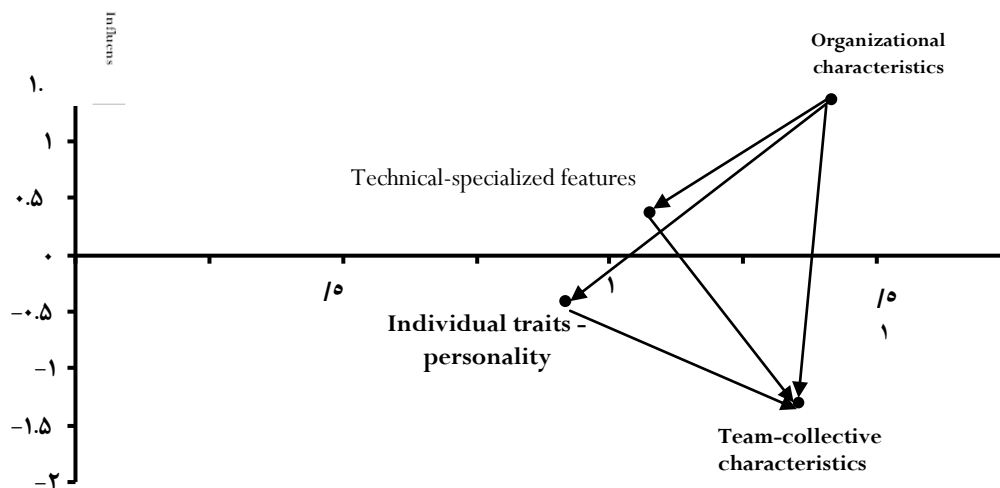 Influens
Organizational
characteristics
۱.
۱
Technical-specialized features
۰.۵
۰
/۵
۱
/۵
۱
−۰.۵
Individual traits -
personality
−۱
−۱.۵
Team-collective
characteristics
−۲